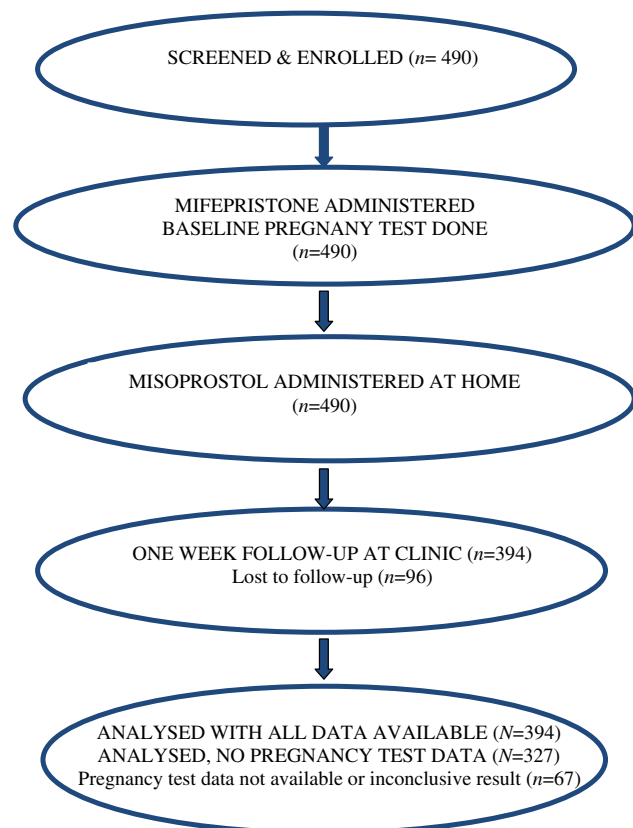 SCREENED & ENROLLED (n= 490)
MIFEPRISTONE ADMINISTERED
BASELINE PREGNANY TEST DONE
(n=490)
MISOPROSTOL ADMINISTERED AT HOME
(n=490)
ONE WEEK FOLLOW-UP AT CLINIC (n=394)
Lost to follow-up (n=96)
ANALYSED WITH ALL DATA AVAILABLE (N=394)
ANALYSED, NO PREGNANCY TEST DATA (N=327)
Pregnancy test data not available or inconclusive result (n=67)